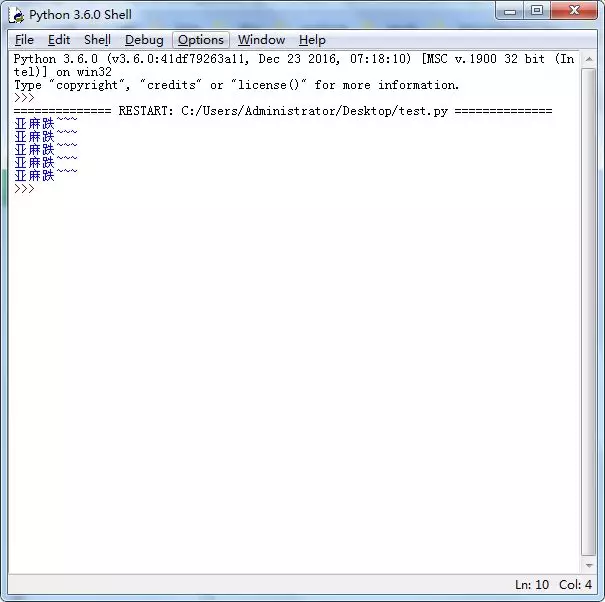 Python 3.6.0 Shell
File Edit Shell Debug Options Window Help
Python 3.6.0 (v3.6.0:41df79263a11, Dec 23 2016, 07:18:10) [MSC v.1900 32 bit (In
tel)] on win32
Type "copyright", "credits" or "license()" for more information.
>>>
============== RESTART: C:/Users/Administrator/Desktop/test.py ==============
亚麻跌~~~
亚麻跌~~~
亚麻跌~~~
亚麻跌~~~
亚麻跌~~~
>>>
Ln: 10 Col: 4